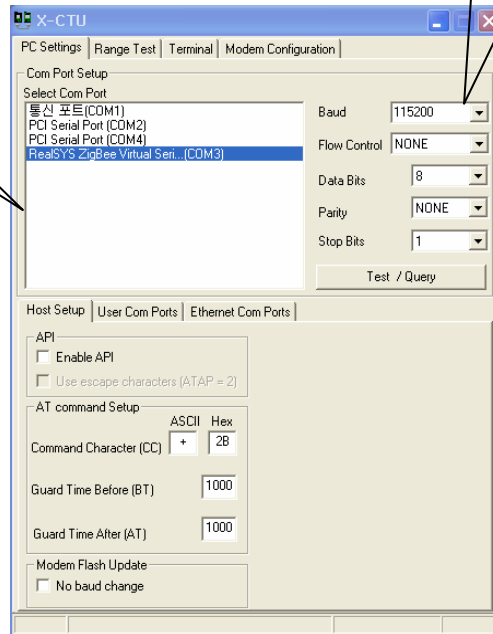 X-CTU
PC Settings Range Test Terminal Modem Configuration
Com Port Setup
Select Com Port
통신 포트(COM1)
PCI Serial Port (COM2)
PCI Serial Port (COM4)
RealSYS ZigBee Virtual Seri...(COM3)
Baud 115200
Flow Control NONE
Data Bits 8
Parity NONE
Stop Bits 1
Test / Query
Host Setup User Com Ports Ethernet Com Ports
API
Enable API
Use escape characters (ATAP = 2)
AT command Setup
ASCII Hex
Command Character (CC) + 2B
Guard Time Before (BT) 1000
Guard Time After (AT) 1000
Modem Flash Update
No baud change